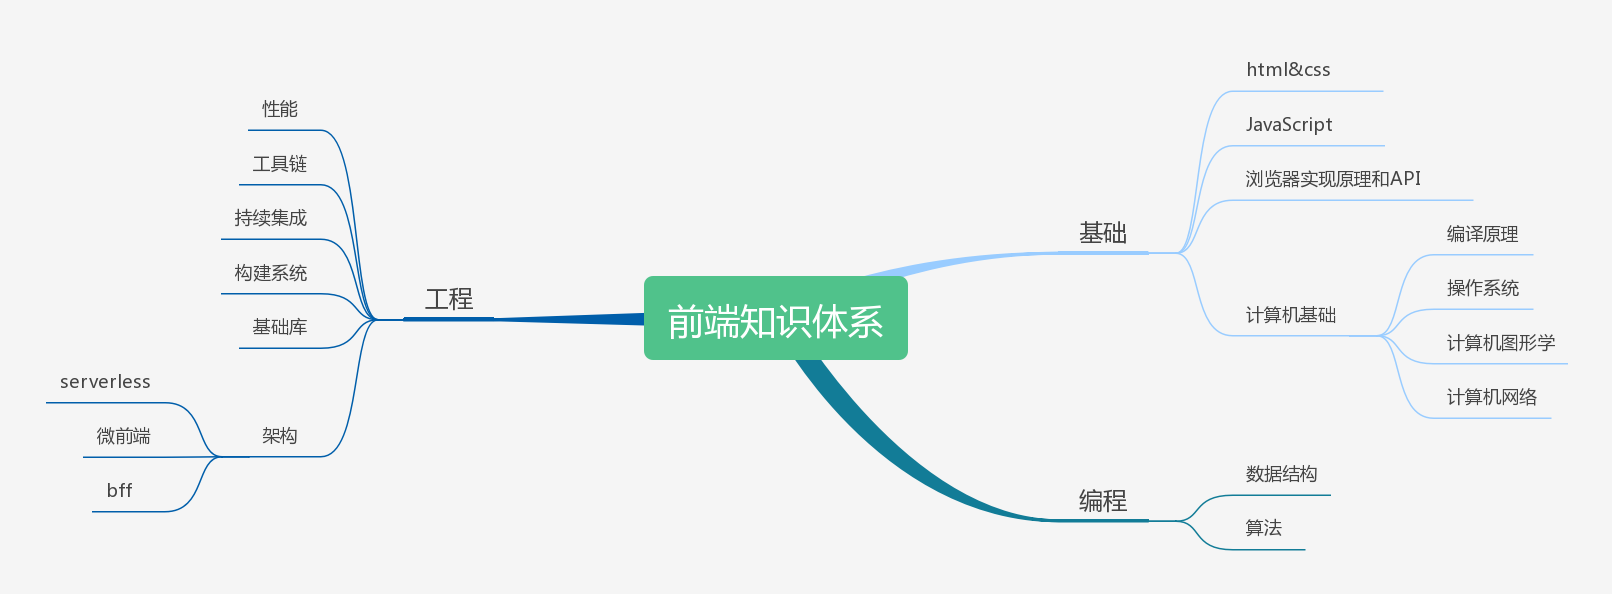 前端知识体系
基础
html&css
JavaScript
浏览器实现原理和API
计算机基础
编译原理
操作系统
计算机图形学
计算机网络
编程
数据结构
算法
工程
性能
工具链
持续集成
构建系统
基础库
架构
serverless
微前端
bff